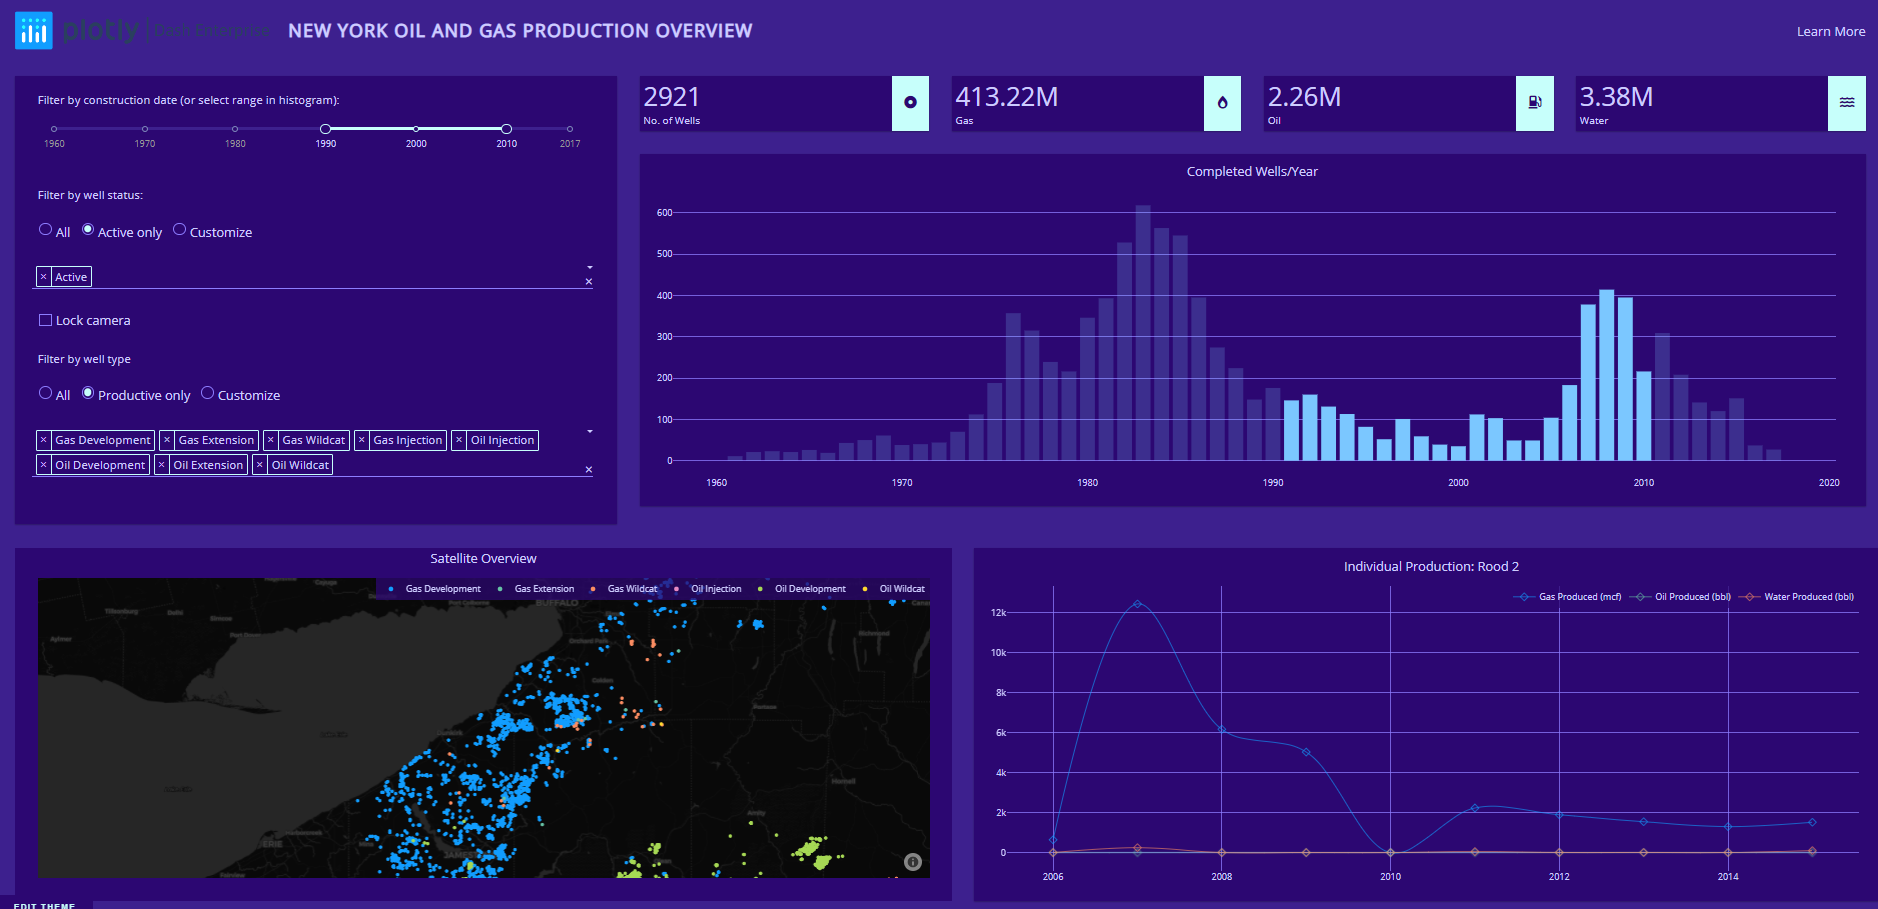 plotly | Dash Enterprise NEW YORK OIL AND GAS PRODUCTION OVERVIEW Learn More
Filter by construction date (or select range in histogram):
1960 1970 1980 1990 2000 2010 2017
Filter by well status:
All Active only Customize
× Active
×
Lock camera
Filter by well type
All Productive only Customize
× Gas Development × Gas Extension × Gas Wildcat × Gas Injection × Oil Injection
× Oil Development × Oil Extension × Oil Wildcat
×
2921
No. of Wells
413.22M
Gas
2.26M
Oil
3.38M
Water
Completed Wells/Year
600
500
400
300
200
100
0
1960 1970 1980 1990 2000 2010 2020
Satellite Overview
Gas Development Gas Extension Gas Wildcat Oil Injection Oil Development Oil Wildcat
BUFFALO
ERIE
Individual Production: Rood 2
Gas Produced (mcf) Oil Produced (bbl) Water Produced (bbl)
12k
10k
8k
6k
4k
2k
0
2006 2008 2010 2012 2014
EDIT THEME